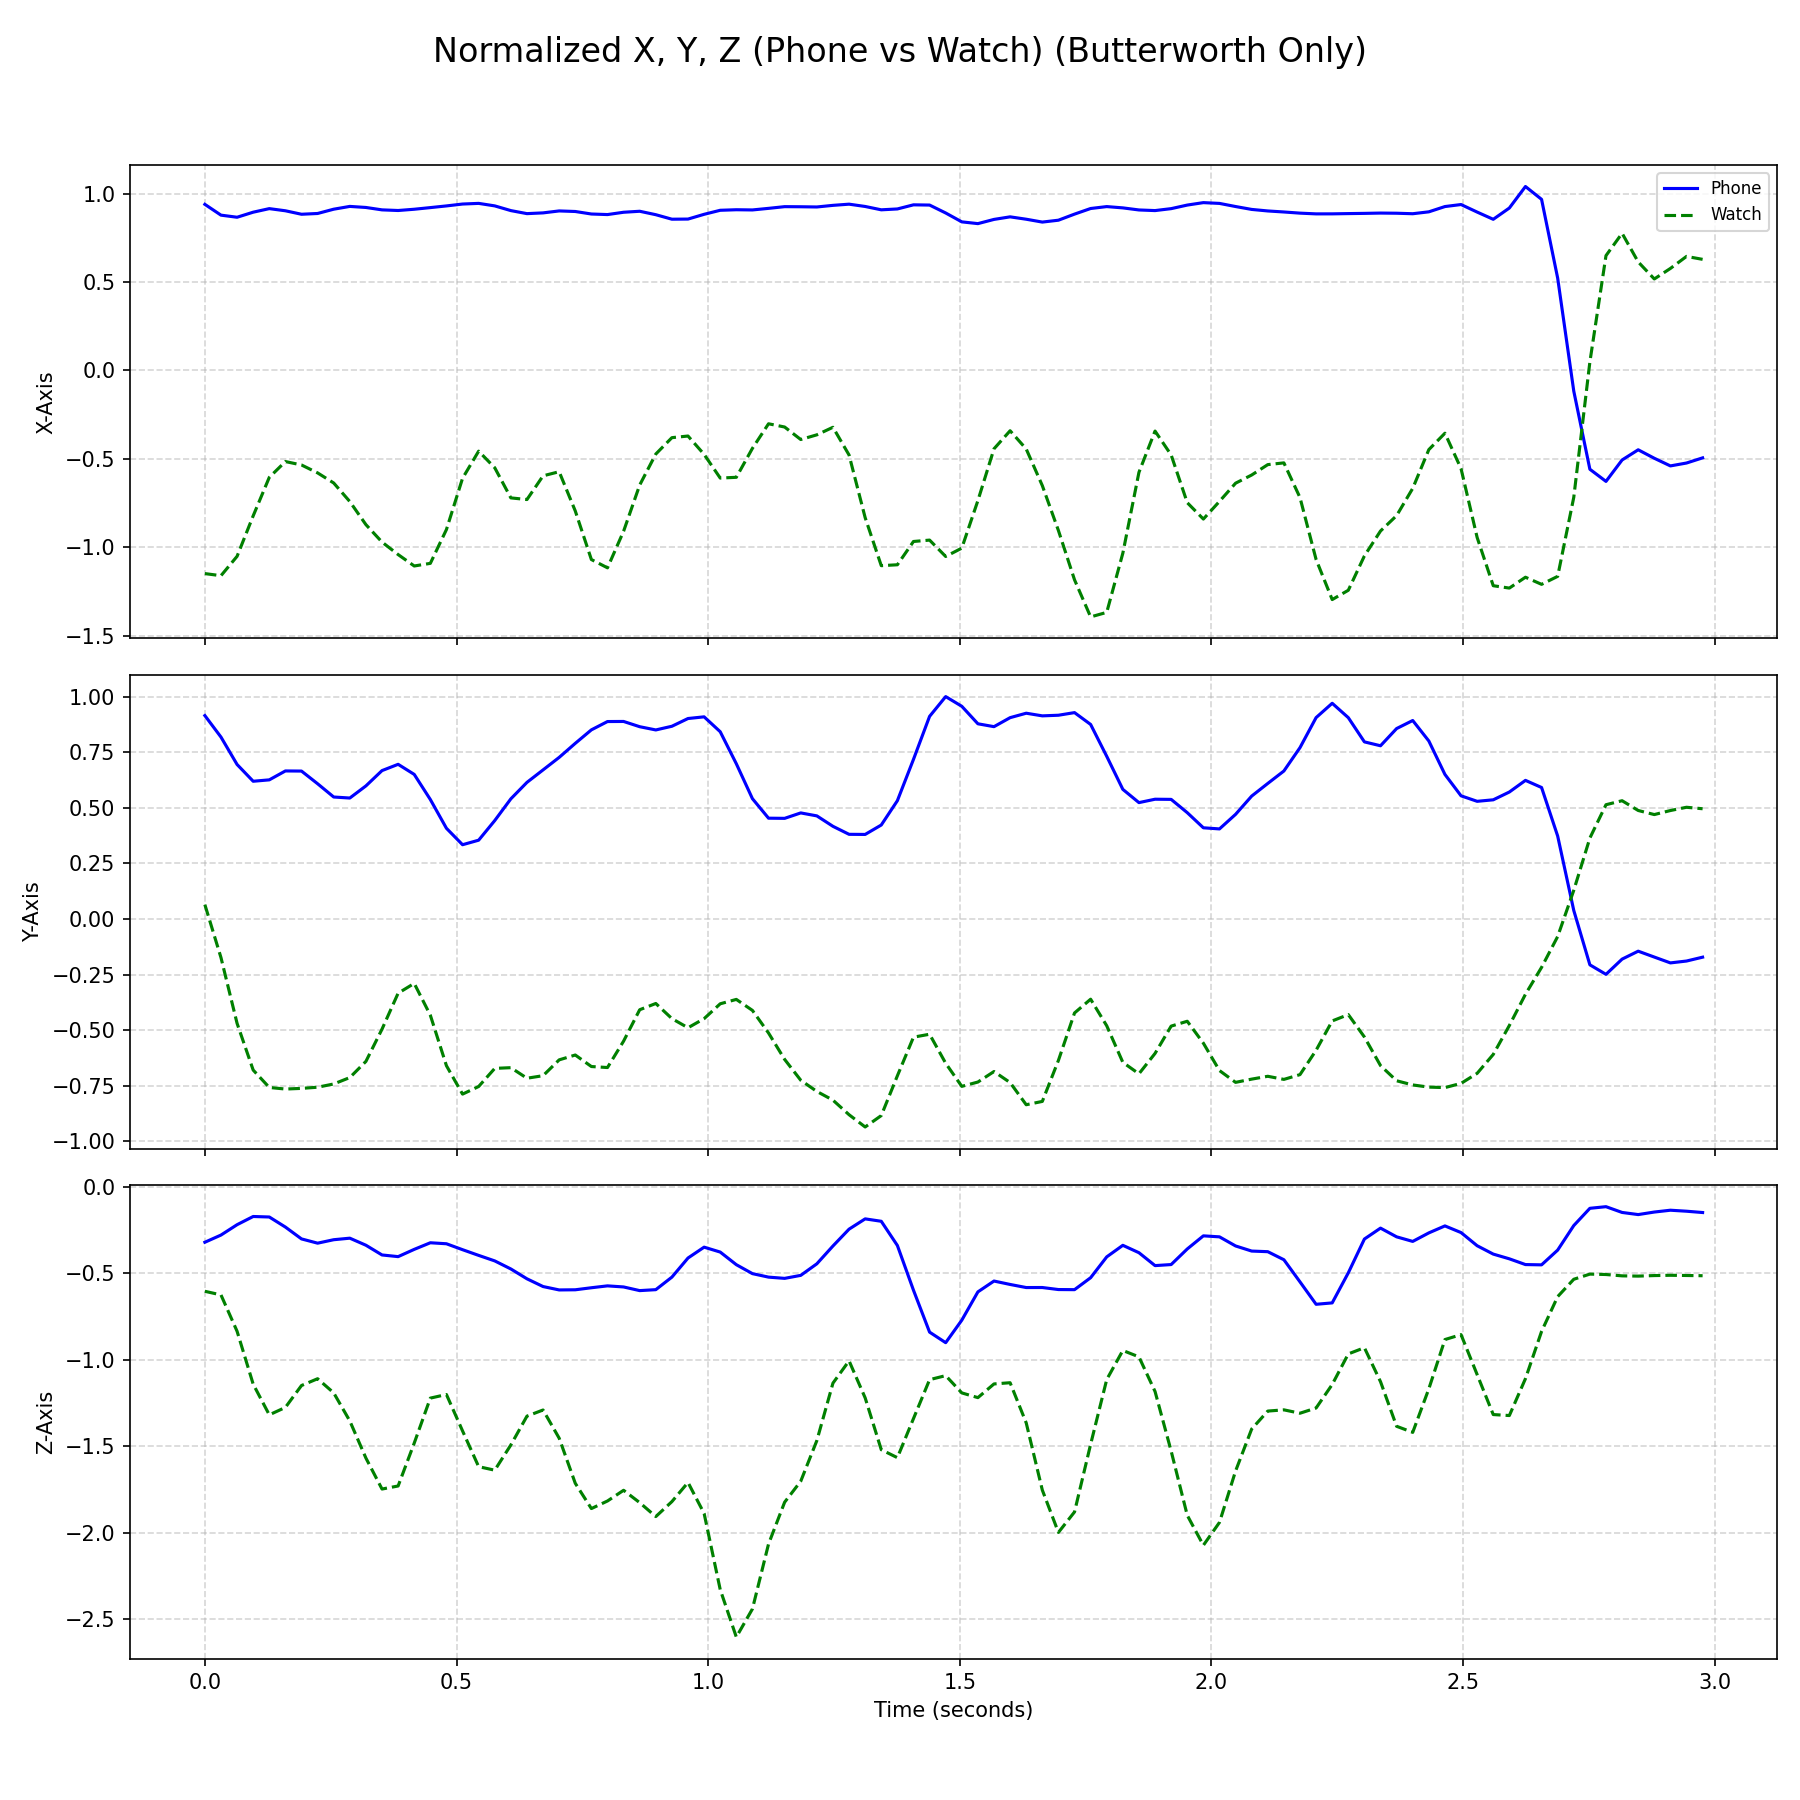 Normalized X, Y, Z (Phone vs Watch) (Butterworth Only)
Phone
Watch
1.0
0.5
0.0
−0.5
−1.0
−1.5
X-Axis
1.00
0.75
0.50
0.25
0.00
−0.25
−0.50
−0.75
−1.00
Y-Axis
0.0
−0.5
−1.0
−1.5
−2.0
−2.5
Z-Axis
0.0 0.5 1.0 1.5 2.0 2.5 3.0
Time (seconds)